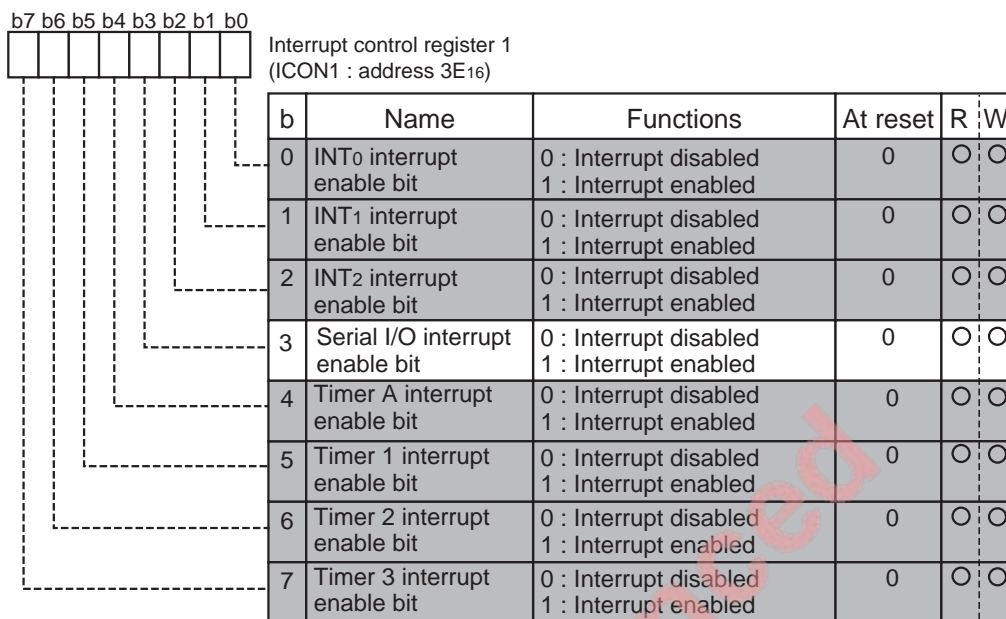 b7 b6 b5 b4 b3 b2 b1 b0
Interrupt control register 1
(ICON1 : address 3E16)
b Name Functions At reset R W
0 INT0 interrupt enable bit 0 : Interrupt disabled 0 O O
1 : Interrupt enabled
1 INT1 interrupt enable bit 0 : Interrupt disabled 0 O O
1 : Interrupt enabled
2 INT2 interrupt enable bit 0 : Interrupt disabled 0 O O
1 : Interrupt enabled
3 Serial I/O interrupt enable bit 0 : Interrupt disabled 0 O O
1 : Interrupt enabled
4 Timer A interrupt enable bit 0 : Interrupt disabled 0 O O
1 : Interrupt enabled
5 Timer 1 interrupt enable bit 0 : Interrupt disabled 0 O O
1 : Interrupt enabled
6 Timer 2 interrupt enable bit 0 : Interrupt disabled 0 O O
1 : Interrupt enabled
7 Timer 3 interrupt enable bit 0 : Interrupt disabled 0 O O
1 : Interrupt enabled